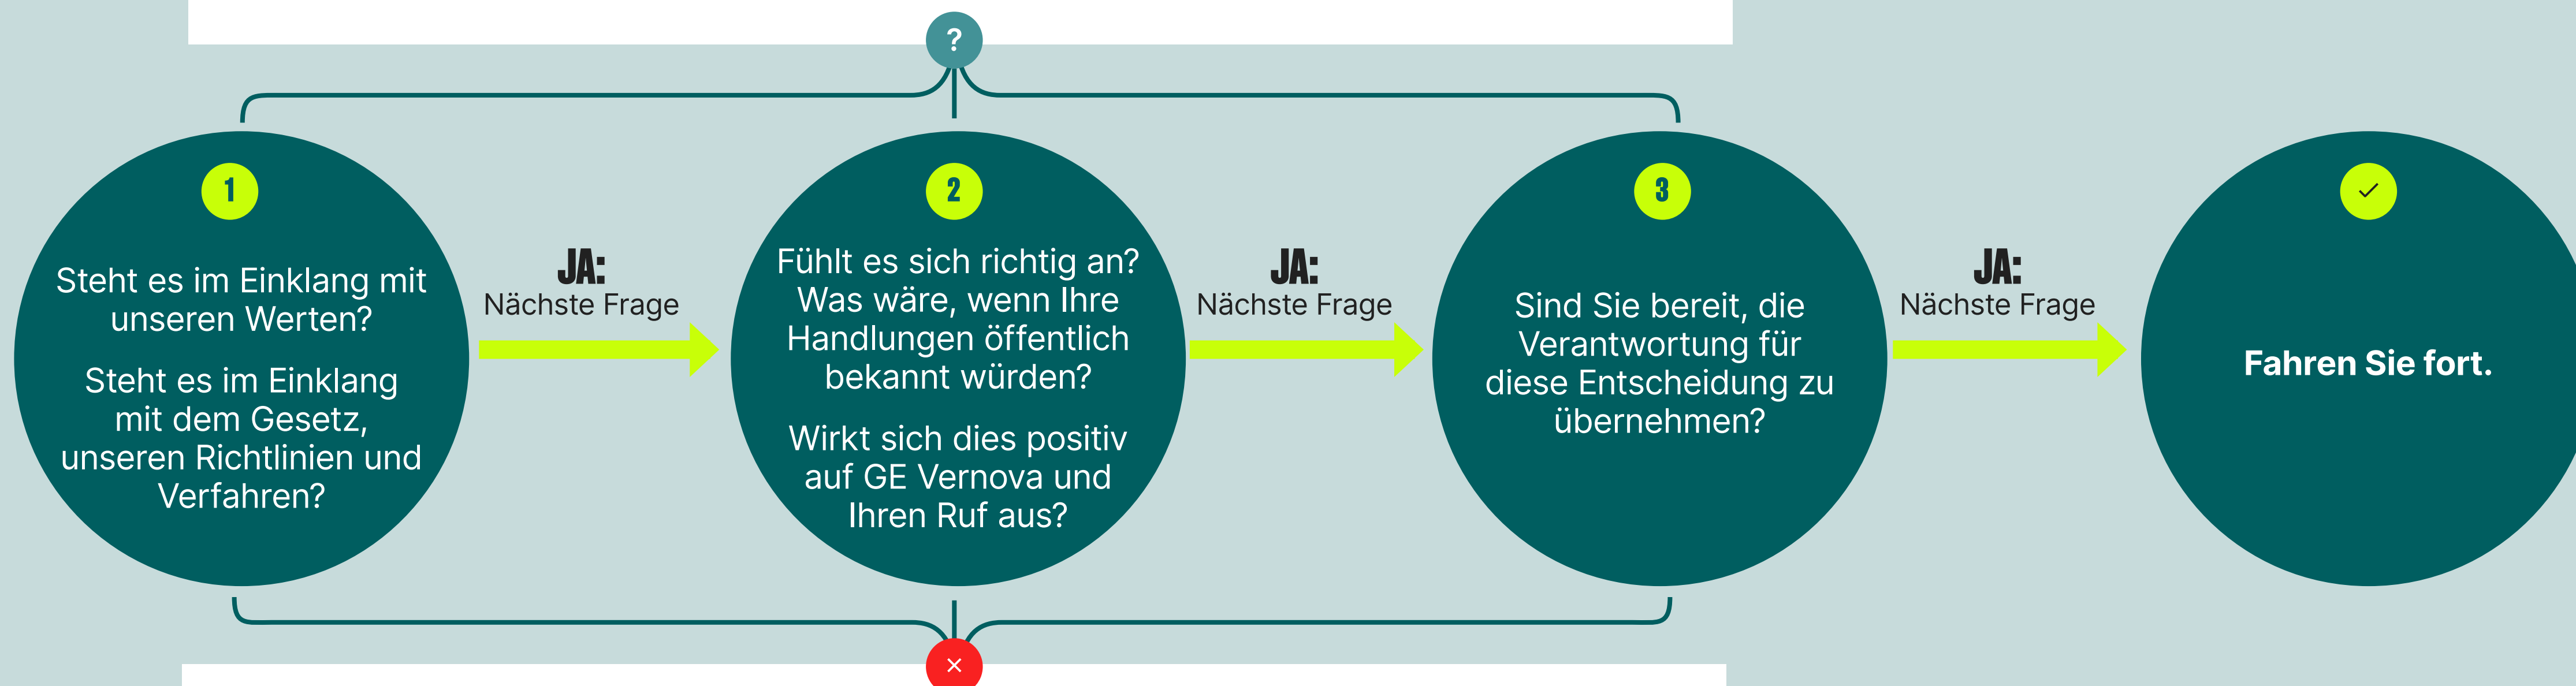 ?
1
Steht es im Einklang mit
unseren Werten?
Steht es im Einklang
mit dem Gesetz,
unseren Richtlinien und
Verfahren?
JA:
Nächste Frage
2
Fühlt es sich richtig an?
Was wäre, wenn Ihre
Handlungen öffentlich
bekannt würden?
Wirkt sich dies positiv
auf GE Vernova und
Ihren Ruf aus?
JA:
Nächste Frage
3
Sind Sie bereit, die
Verantwortung für
diese Entscheidung zu
übernehmen?
JA:
Nächste Frage
Fahren Sie fort.